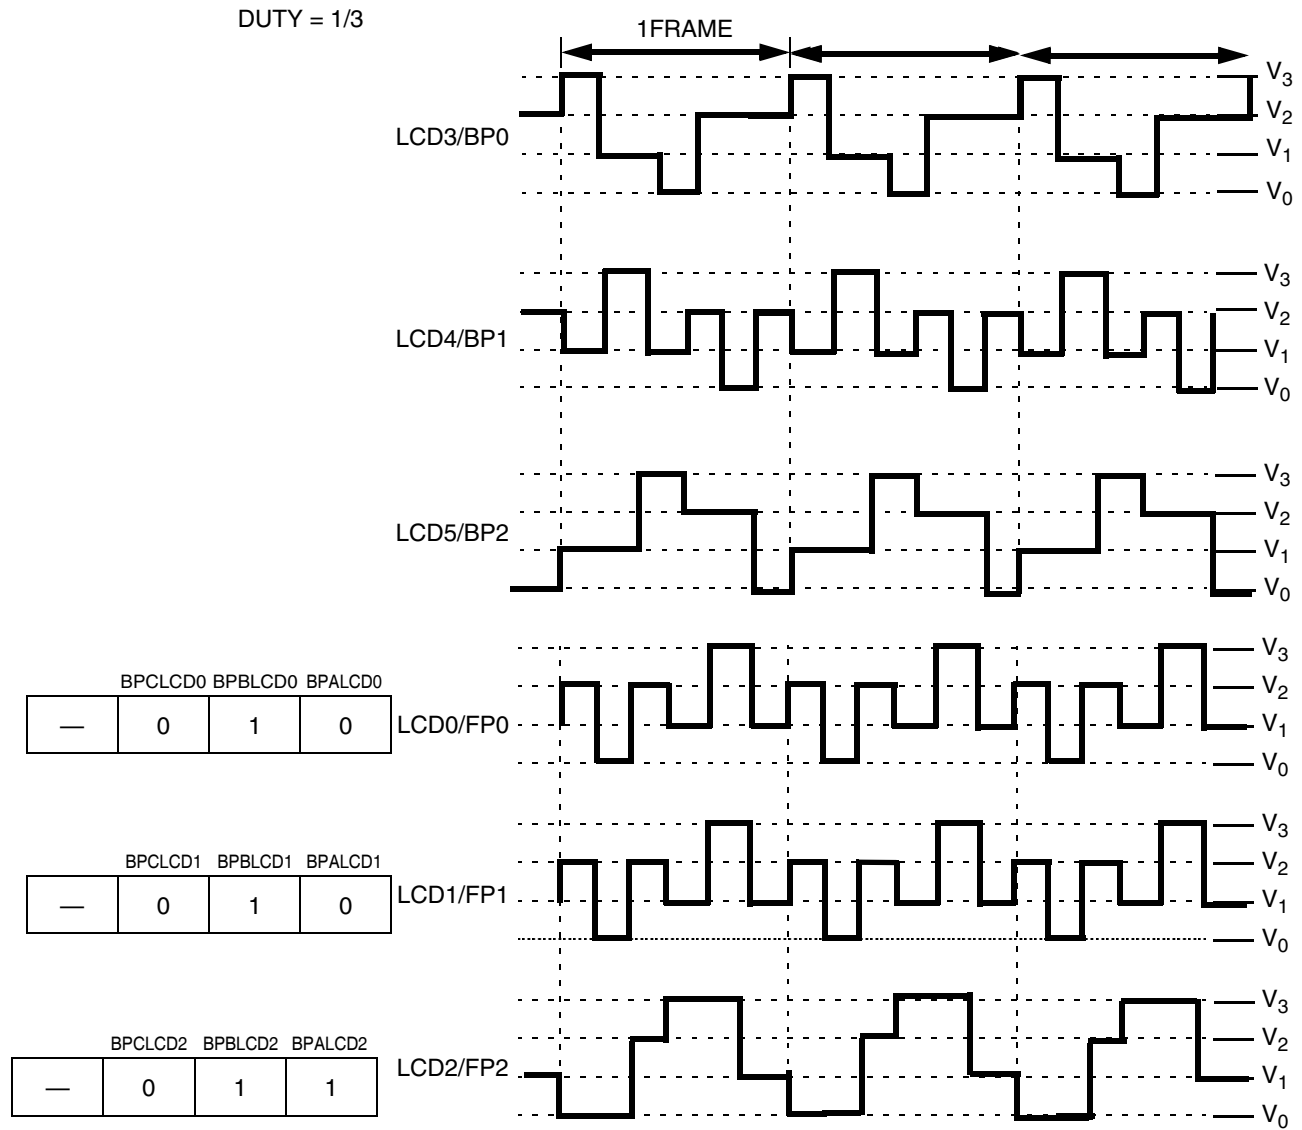 DUTY = 1/3
1FRAME
LCD3/BP0
V3
V2
V1
V0
LCD4/BP1
V3
V2
V1
V0
LCD5/BP2
V3
V2
V1
V0
BPCLCD0 BPBLCD0 BPALCD0
— 0 1 0
LCD0/FP0
V3
V2
V1
V0
BPCLCD1 BPBLCD1 BPALCD1
— 0 1 0
LCD1/FP1
V3
V2
V1
V0
BPCLCD2 BPBLCD2 BPALCD2
— 0 1 1
LCD2/FP2
V3
V2
V1
V0